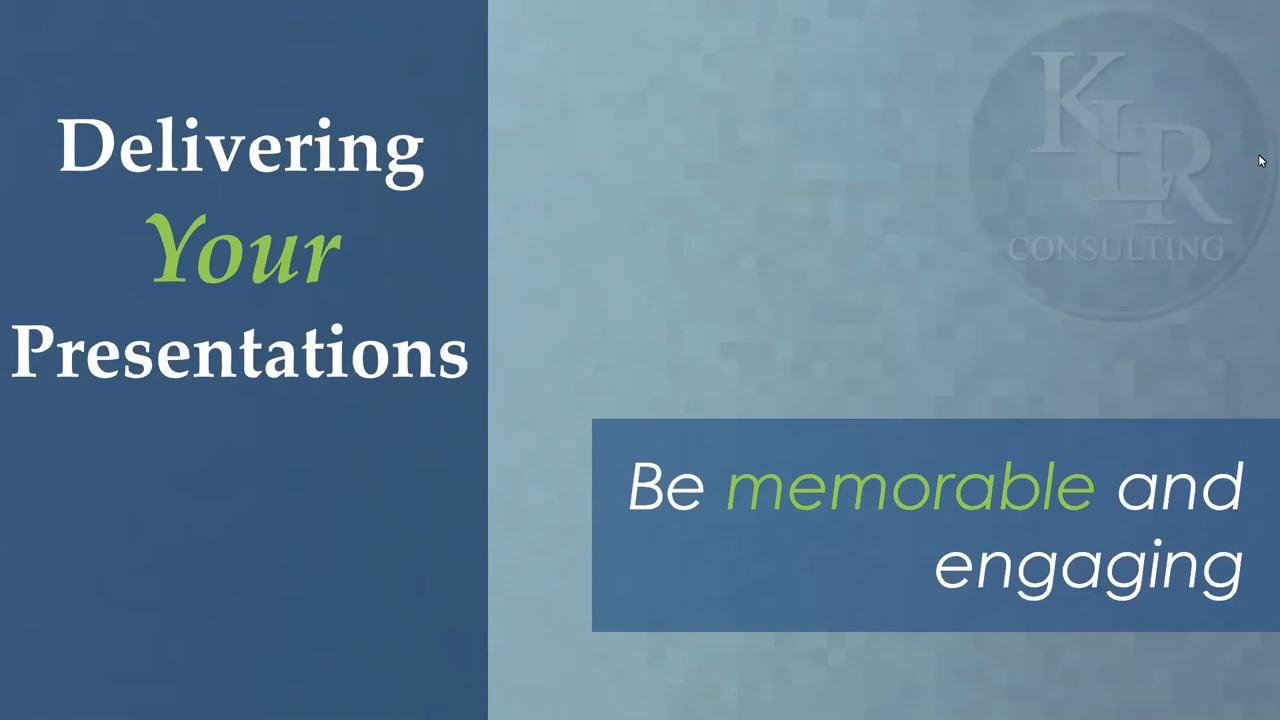 Delivering
Your
Presentations
KLR
CONSULTING
Be memorable and
engaging